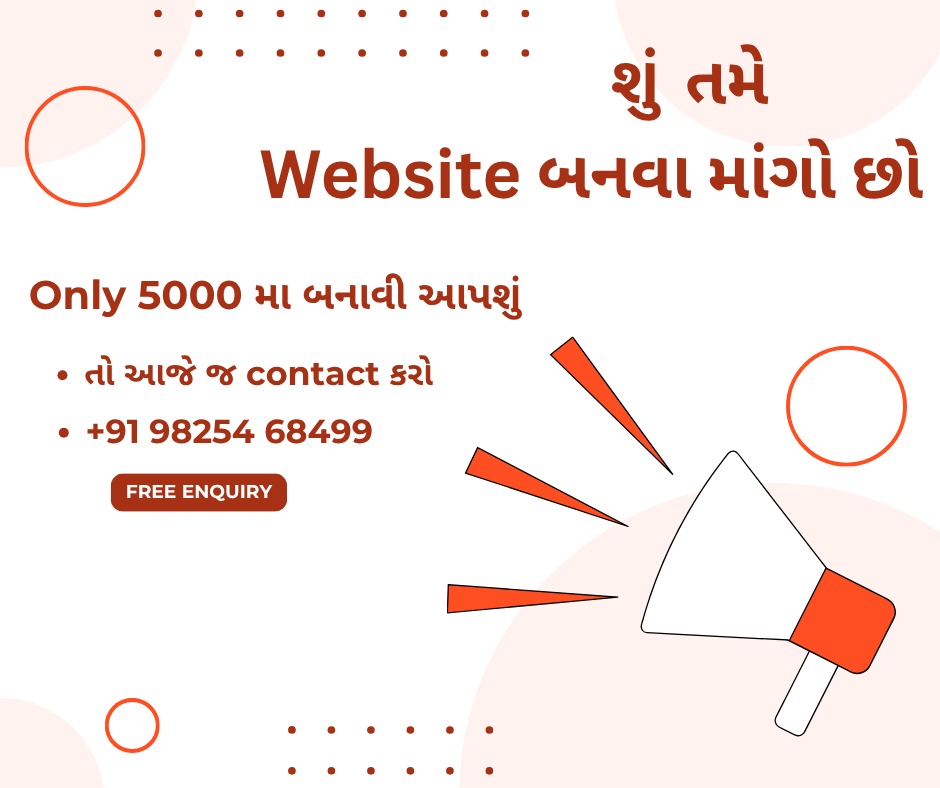 શું તમે
Website બનવા માંગો છો
Only 5000 મા બનાવી આપશું
• તો આજે જ contact કરો
• +91 98254 68499
FREE ENQUIRY